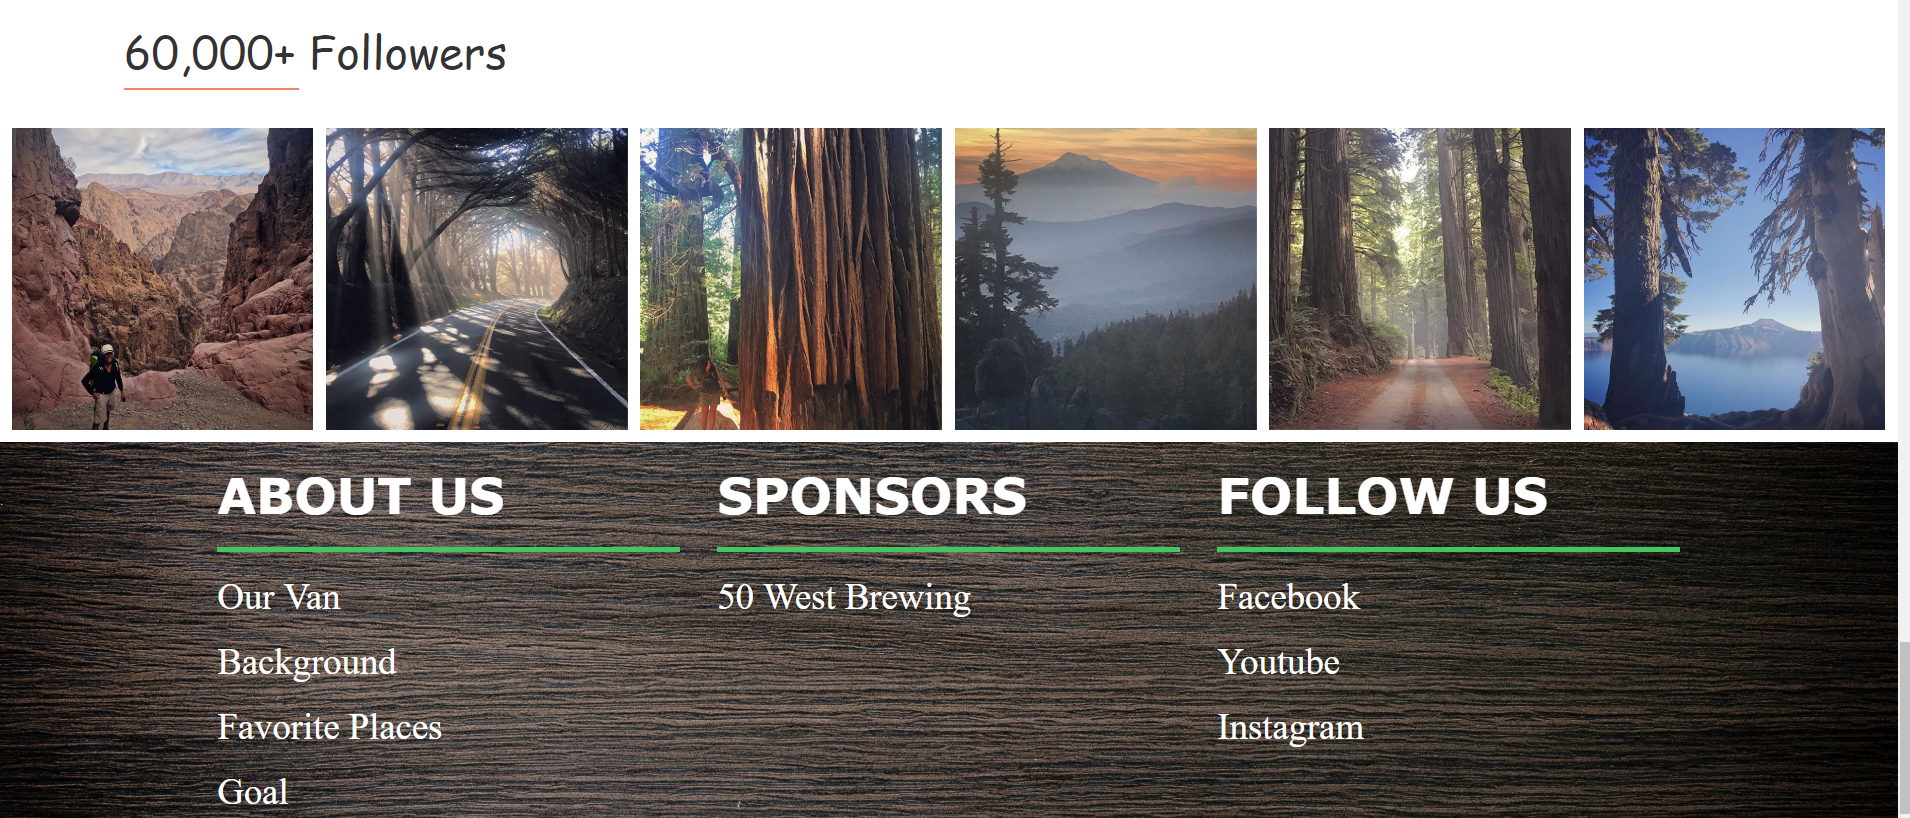 60,000+ Followers
ABOUT US
Our Van
Background
Favorite Places
Goal
SPONSORS
50 West Brewing
FOLLOW US
Facebook
Youtube
Instagram